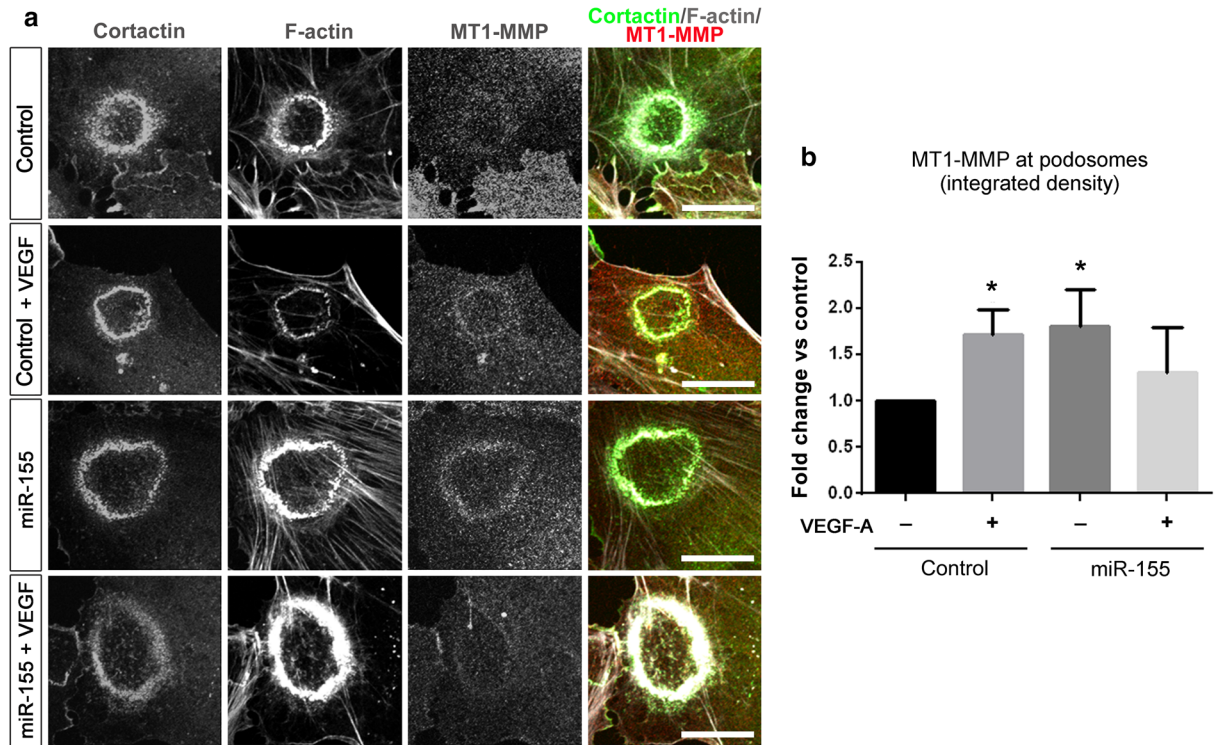 a
Cortactin
F-actin
MT1-MMP
Cortactin/F-actin/
MT1-MMP
Control
Control + VEGF
miR-155
miR-155 + VEGF
b
MT1-MMP at podosomes
(integrated density)
Fold change vs control
2.5
2.0
1.5
1.0
0.5
0.0
* *
VEGF-A – + – +
Control miR-155